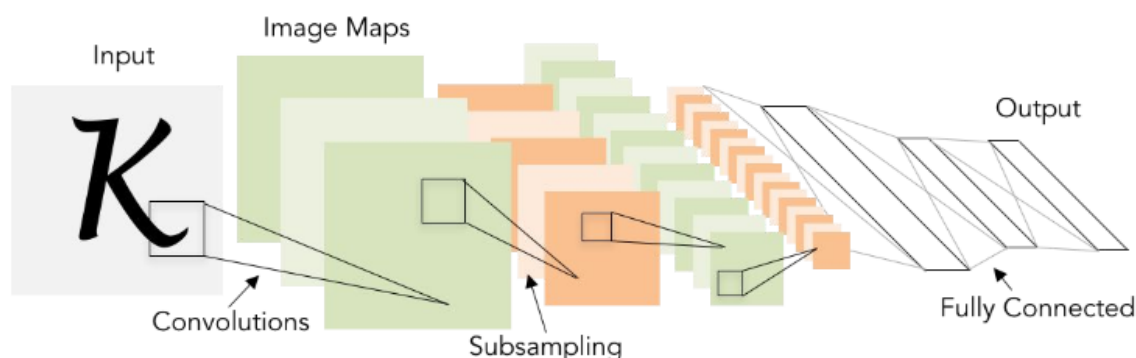 Image Maps
Input
K
Output
Convolutions
Subsampling
Fully Connected